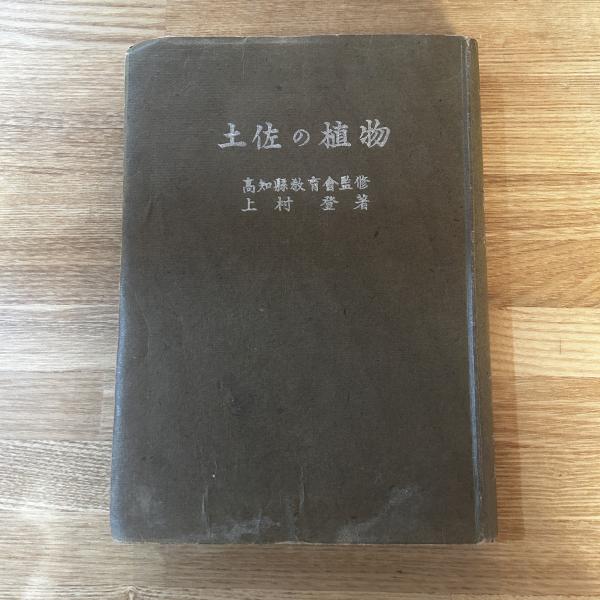 土佐の植物
高知縣教育會監修
上村 登 著